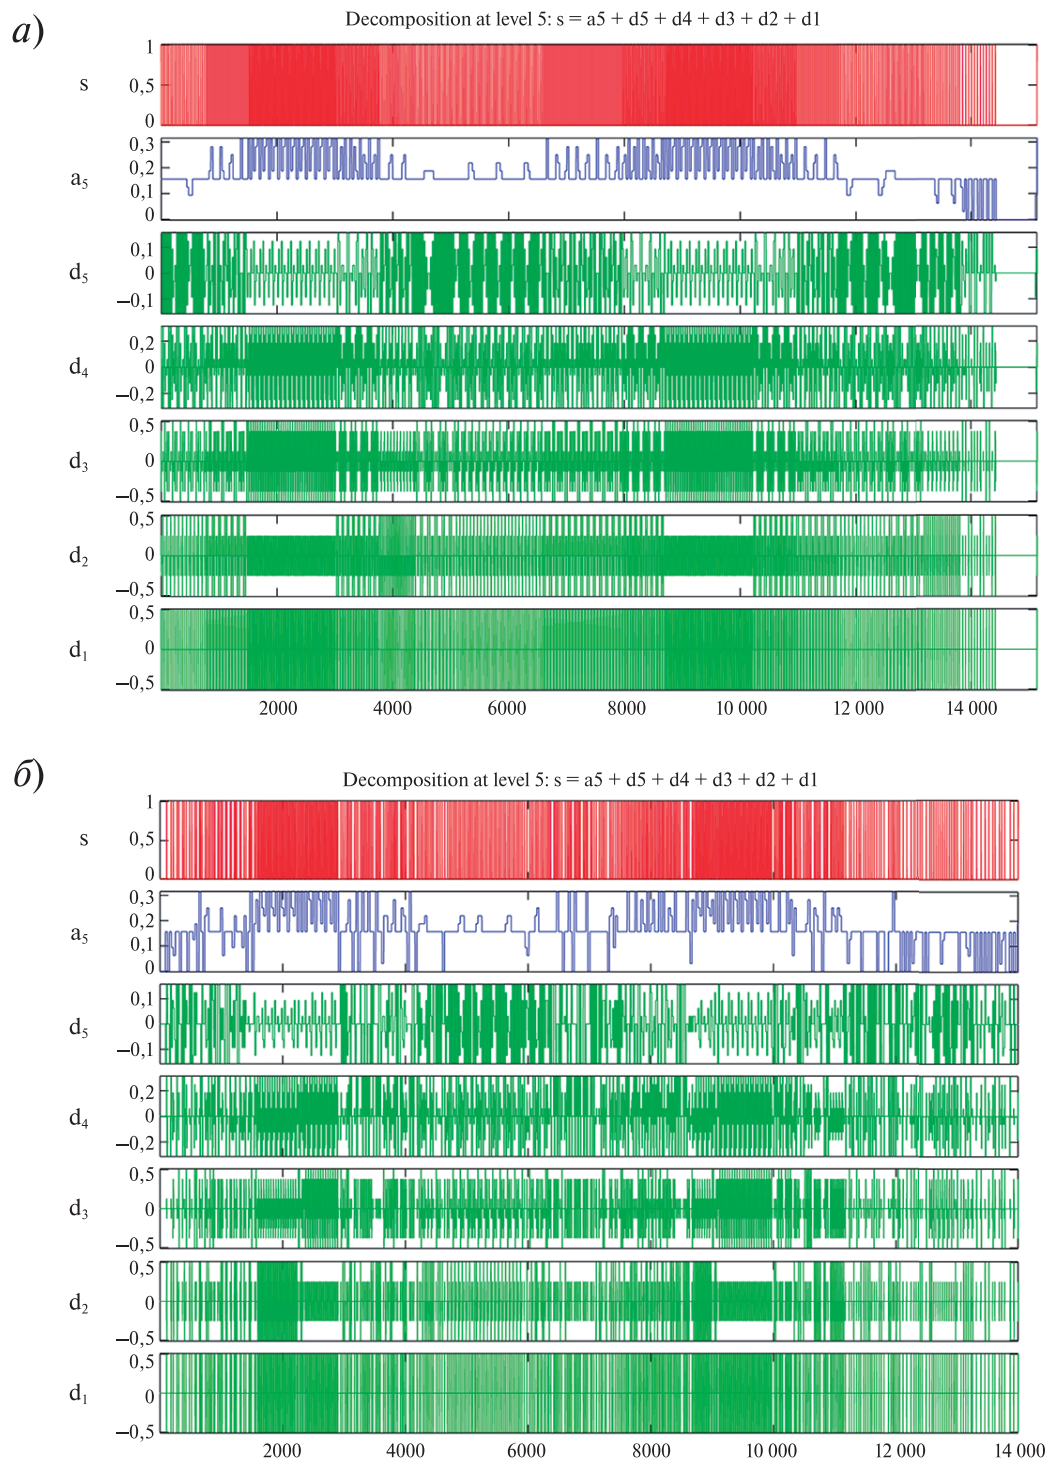 а)
Decomposition at level 5: s = a5 + d5 + d4 + d3 + d2 + d1
s
1
0,5
0
a₅
0,3
0,2
0,1
0
d₅
0,1
0
–0,1
d₄
0,2
0
–0,2
d₃
0,5
0
–0,5
d₂
0,5
0
–0,5
d₁
0,5
0
–0,5
2000 4000 6000 8000 10 000 12 000 14 000
б)
Decomposition at level 5: s = a5 + d5 + d4 + d3 + d2 + d1
s
1
0,5
0
a₅
0,3
0,2
0,1
0
d₅
0,1
0
–0,1
d₄
0,2
0
–0,2
d₃
0,5
0
–0,5
d₂
0,5
0
–0,5
d₁
0,5
0
–0,5
2000 4000 6000 8000 10 000 12 000 14 000